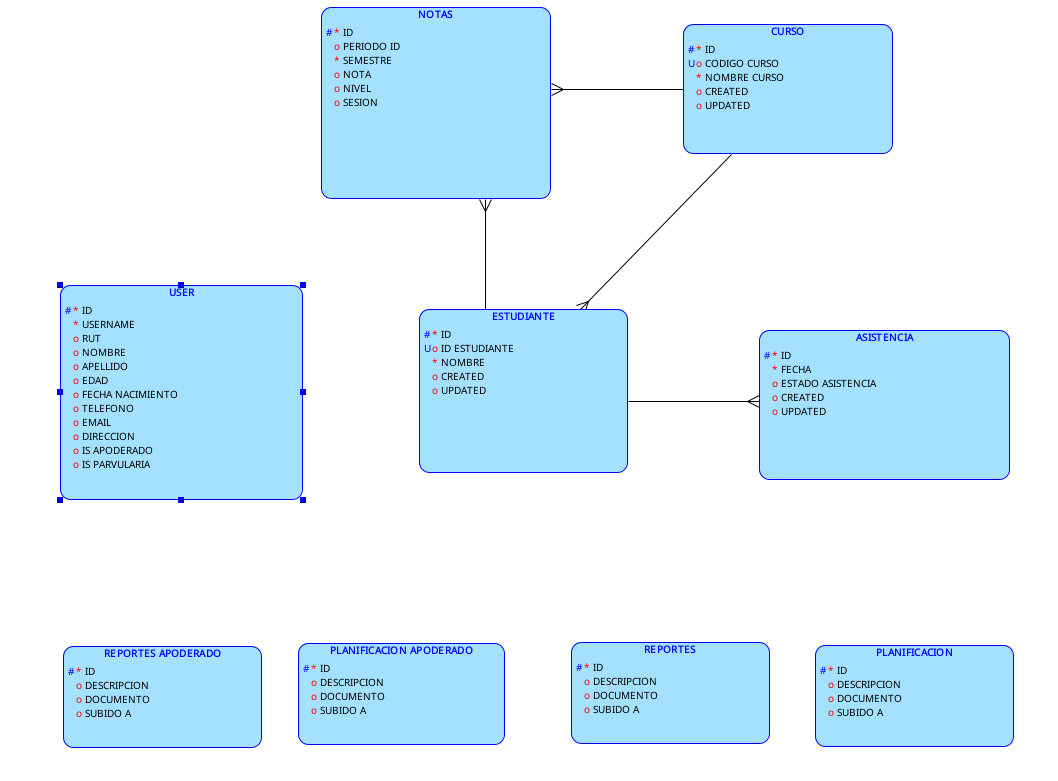 NOTAS
#* ID
o PERIODO ID
* SEMESTRE
o NOTA
o NIVEL
o SESION
CURSO
#* ID
Uo CODIGO CURSO
* NOMBRE CURSO
o CREATED
o UPDATED
USER
#* ID
* USERNAME
o RUT
o NOMBRE
o APELLIDO
o EDAD
o FECHA NACIMIENTO
o TELEFONO
o EMAIL
o DIRECCION
o IS APODERADO
o IS PARVULARIA
ESTUDIANTE
#* ID
Uo ID ESTUDIANTE
* NOMBRE
o CREATED
o UPDATED
ASISTENCIA
#* ID
* FECHA
o ESTADO ASISTENCIA
o CREATED
o UPDATED
REPORTES APODERADO
#* ID
o DESCRIPCION
o DOCUMENTO
o SUBIDO A
PLANIFICACION APODERADO
#* ID
o DESCRIPCION
o DOCUMENTO
o SUBIDO A
REPORTES
#* ID
o DESCRIPCION
o DOCUMENTO
o SUBIDO A
PLANIFICACION
#* ID
o DESCRIPCION
o DOCUMENTO
o SUBIDO A